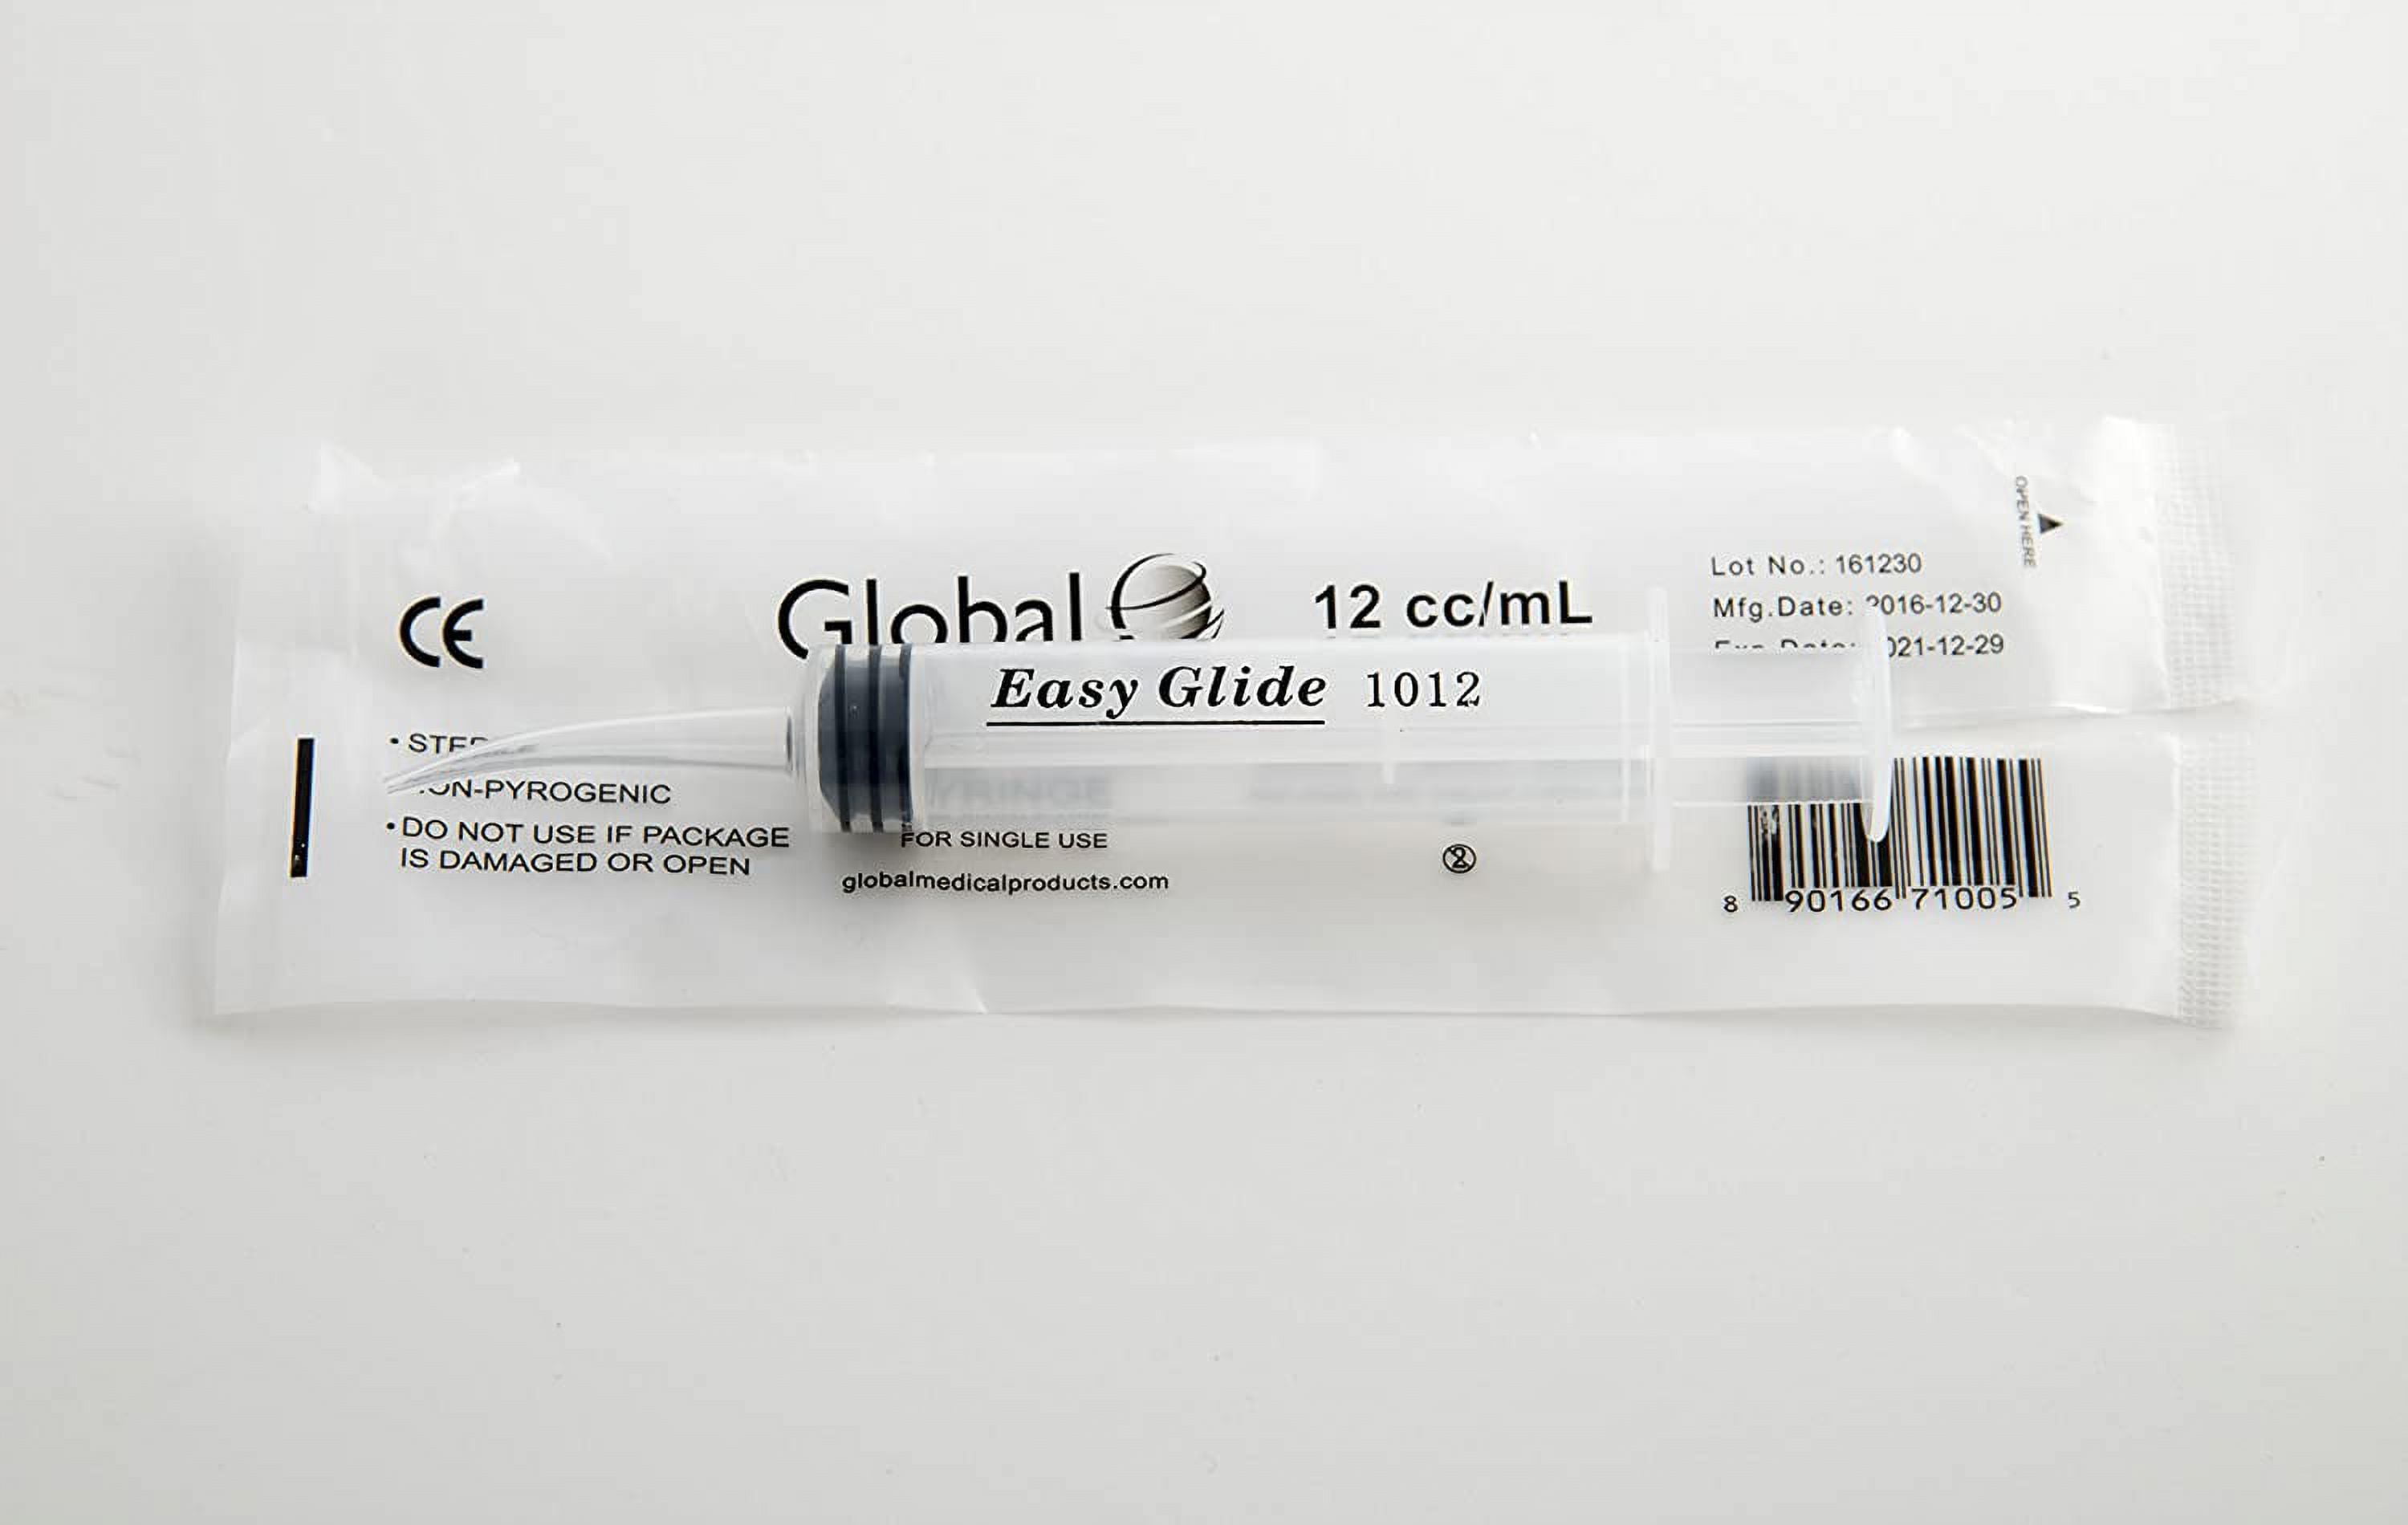 CE
Global
12 cc/mL
Lot No.: 161230
Mfg.Date: 2016-12-30
021-12-29
OPEN HERE
Easy Glide 1012
NON-PYROGENIC
• DO NOT USE IF PACKAGE
IS DAMAGED OR OPEN
FOR SINGLE USE
globalmedicalproducts.com
2
8 90166 71005 5